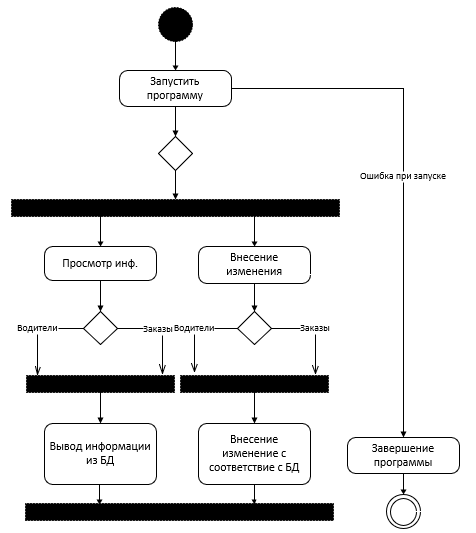 Запустить
программу
Ошибка при запуске
Просмотр инф.
Внесение
изменения
Водители
Заказы
Водители
Заказы
Вывод информации
из БД
Внесение
изменение с
соответствие с БД
Завершение
программы